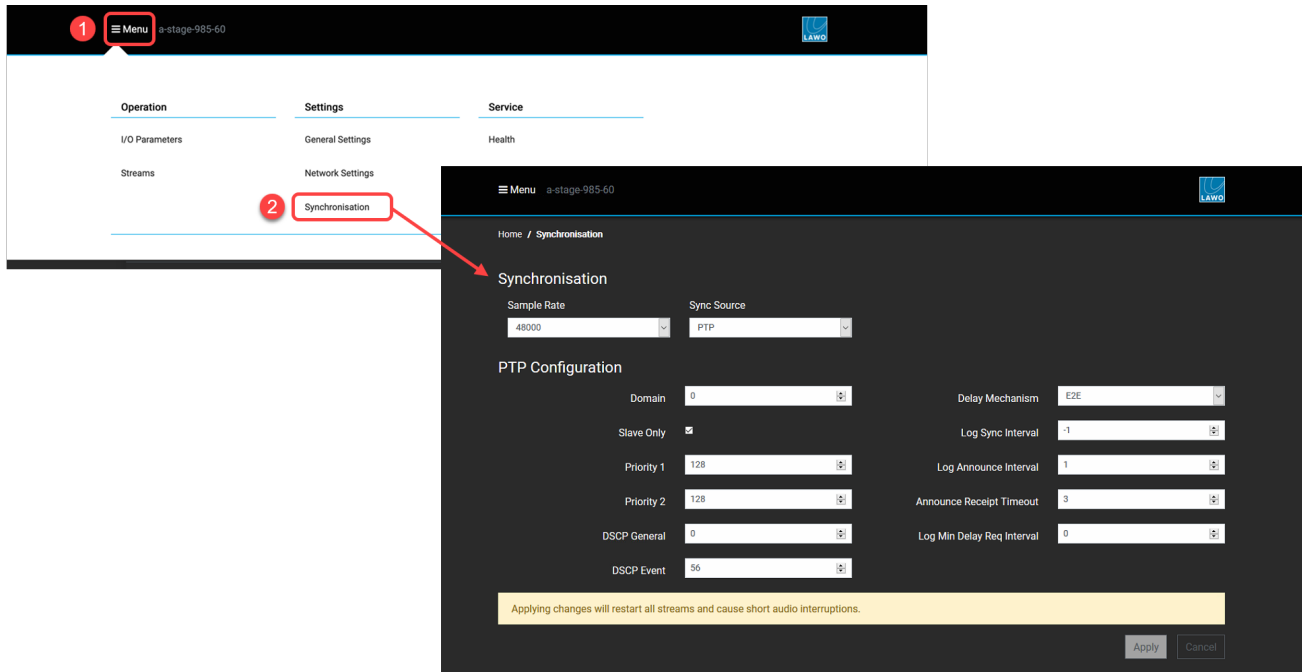 1
Menu a-stage-985-60
LAWO
Operation Settings Service
I/O Parameters General Settings Health
Streams Network Settings
2 Synchronisation
Menu a-stage-985-60
LAWO
Home / Synchronisation
Synchronisation
Sample Rate Sync Source
48000 PTP
PTP Configuration
Domain 0 Delay Mechanism E2E
Slave Only Log Sync Interval -1
Priority 1 128 Log Announce Interval 1
Priority 2 128 Announce Receipt Timeout 3
DSCP General 0 Log Min Delay Req Interval 0
DSCP Event 56
Applying changes will restart all streams and cause short audio interruptions.
Apply Cancel